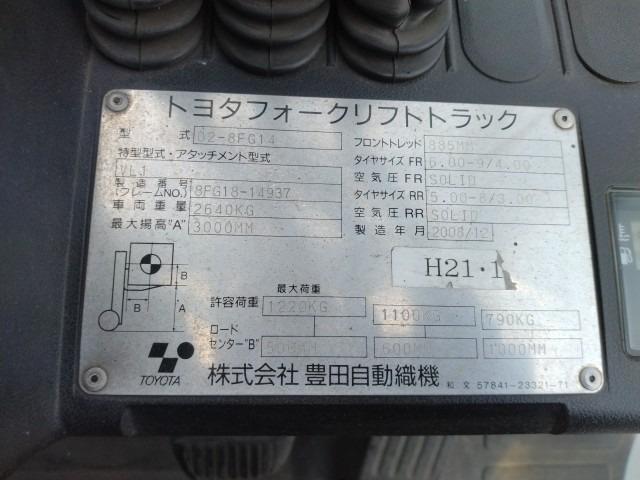 トヨタフォークリフトトラック
型 式 02-8FG14
特型型式・アタッチメント型式
VLJ
製造番号
(フレームNO.) 8FG18-14937
車両重量 2640KG
最大揚高"A" 3000MM
フロントトレッド 885MM
タイヤサイズ FR 6.00-9/4.00
空気圧 FR SOLID
タイヤサイズ RR 5.00-8/3.00
空気圧 RR SOLID
製造年月 2008/12
H21・1
B
B
A
最大荷重
許容荷重 1220KG 1100KG 790KG
ロード
センター"B" 500MM 600MM 1000MM
TOYOTA
株式会社 豊田自動織機
和文 57841-23321-71